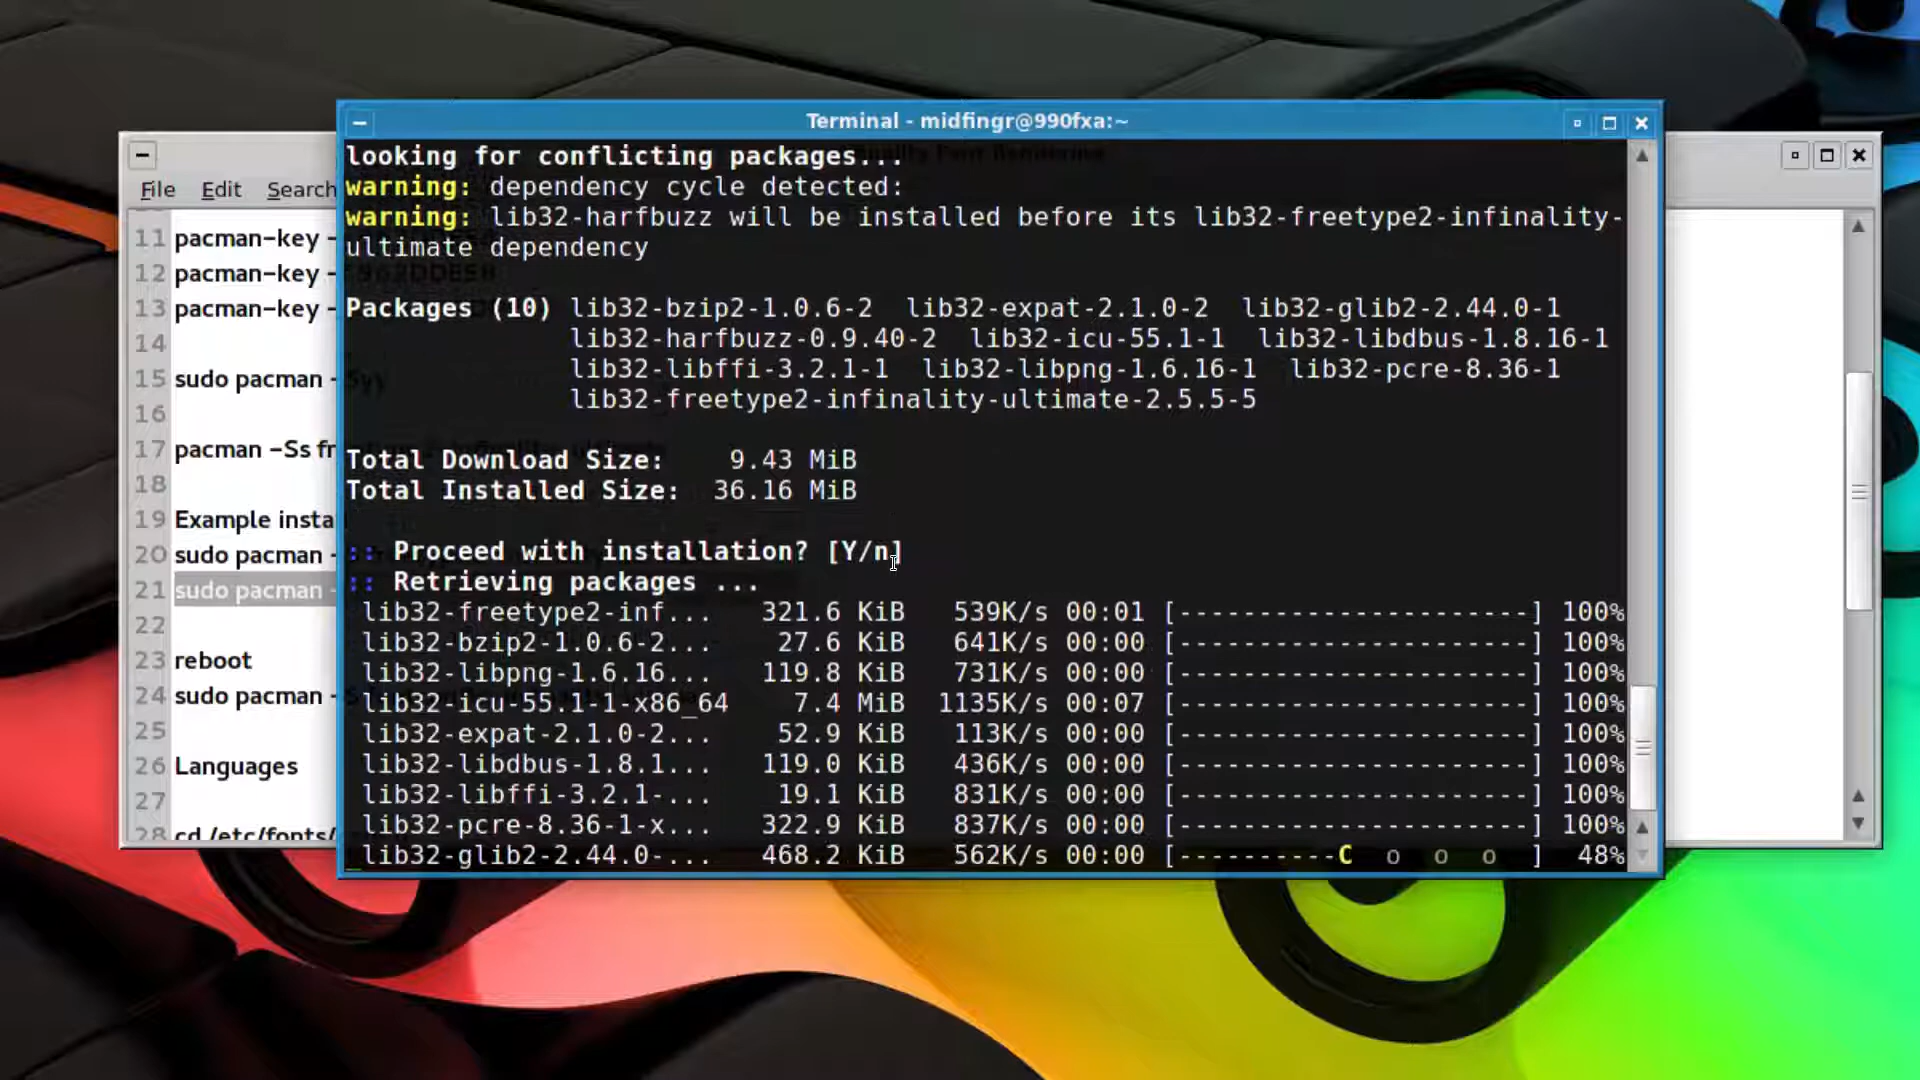 Terminal - midfingr@990fxa:~
looking for conflicting packages...
warning: dependency cycle detected:
warning: lib32-harfbuzz will be installed before its lib32-freetype2-infinality-
ultimate dependency
Packages (10) lib32-bzip2-1.0.6-2 lib32-expat-2.1.0-2 lib32-glib2-2.44.0-1
lib32-harfbuzz-0.9.40-2 lib32-icu-55.1-1 lib32-libdbus-1.8.16-1
lib32-libffi-3.2.1-1 lib32-libpng-1.6.16-1 lib32-pcre-8.36-1
lib32-freetype2-infinality-ultimate-2.5.5-5
Total Download Size: 9.43 MiB
Total Installed Size: 36.16 MiB
:: Proceed with installation? [Y/n]
:: Retrieving packages ...
lib32-freetype2-inf... 321.6 KiB 539K/s 00:01 [----------------------] 100%
lib32-bzip2-1.0.6-2... 27.6 KiB 641K/s 00:00 [----------------------] 100%
lib32-libpng-1.6.16... 119.8 KiB 731K/s 00:00 [----------------------] 100%
lib32-icu-55.1-1-x86_64 7.4 MiB 1135K/s 00:07 [----------------------] 100%
lib32-expat-2.1.0-2... 52.9 KiB 113K/s 00:00 [----------------------] 100%
lib32-libdbus-1.8.1... 119.0 KiB 436K/s 00:00 [----------------------] 100%
lib32-libffi-3.2.1-... 19.1 KiB 831K/s 00:00 [----------------------] 100%
lib32-pcre-8.36-1-x... 322.9 KiB 837K/s 00:00 [----------------------] 100%
lib32-glib2-2.44.0-... 468.2 KiB 562K/s 00:00 [----------C o o o ] 48%
File Edit Search
11 pacman-key -
12 pacman-key -
13 pacman-key -
14
15 sudo pacman -Syy
16
17 pacman -Ss fr
18
19 Example insta
20 sudo pacman -
21 sudo pacman -
22
23 reboot
24 sudo pacman -
25
26 Languages
27
28 cd /etc/fonts/